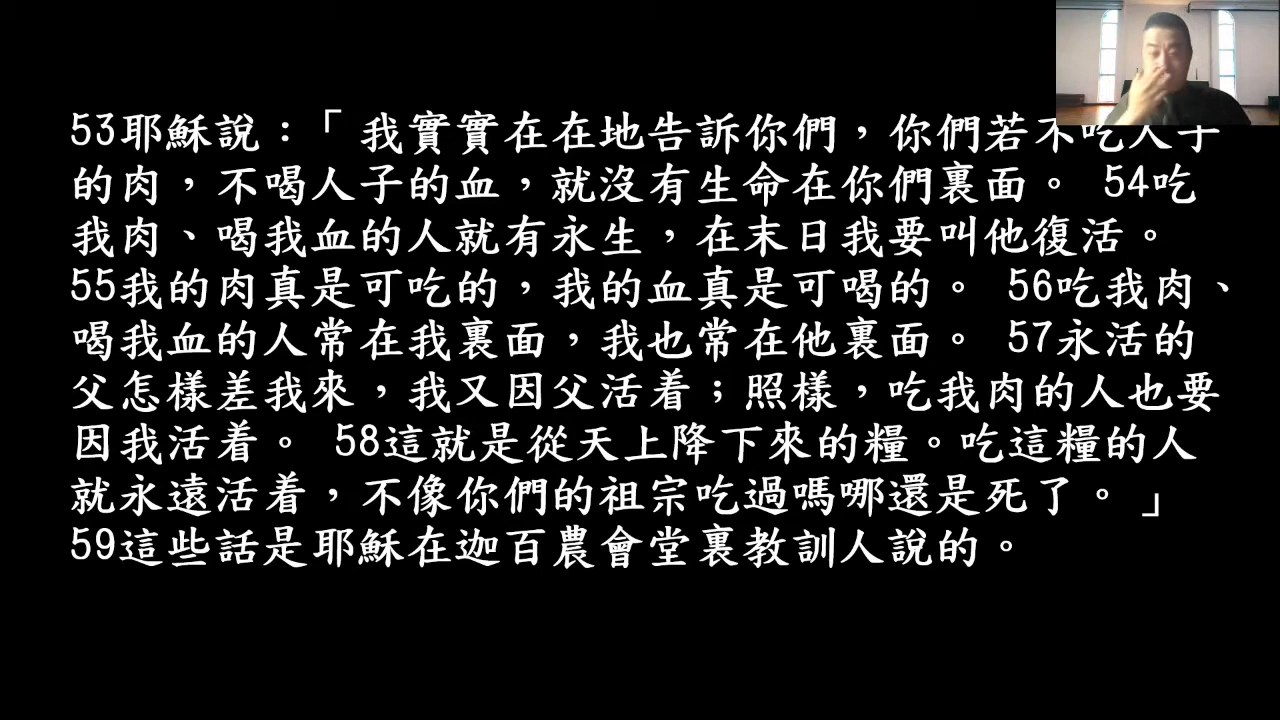 53耶穌說：「 我實實在在地告訴你們，你們若不吃人子
的肉，不喝人子的血，就沒有生命在你們裏面。 54吃
我肉、喝我血的人就有永生，在末日我要叫他復活。
55我的肉真是可吃的，我的血真是可喝的。 56吃我肉、
喝我血的人常在我裏面，我也常在他裏面。 57永活的
父怎樣差我來，我又因父活着；照樣，吃我肉的人也要
因我活着。 58這就是從天上降下來的糧。吃這糧的人
就永遠活着，不像你們的祖宗吃過嗎哪還是死了。」
59這些話是耶穌在迦百農會堂裏教訓人說的。